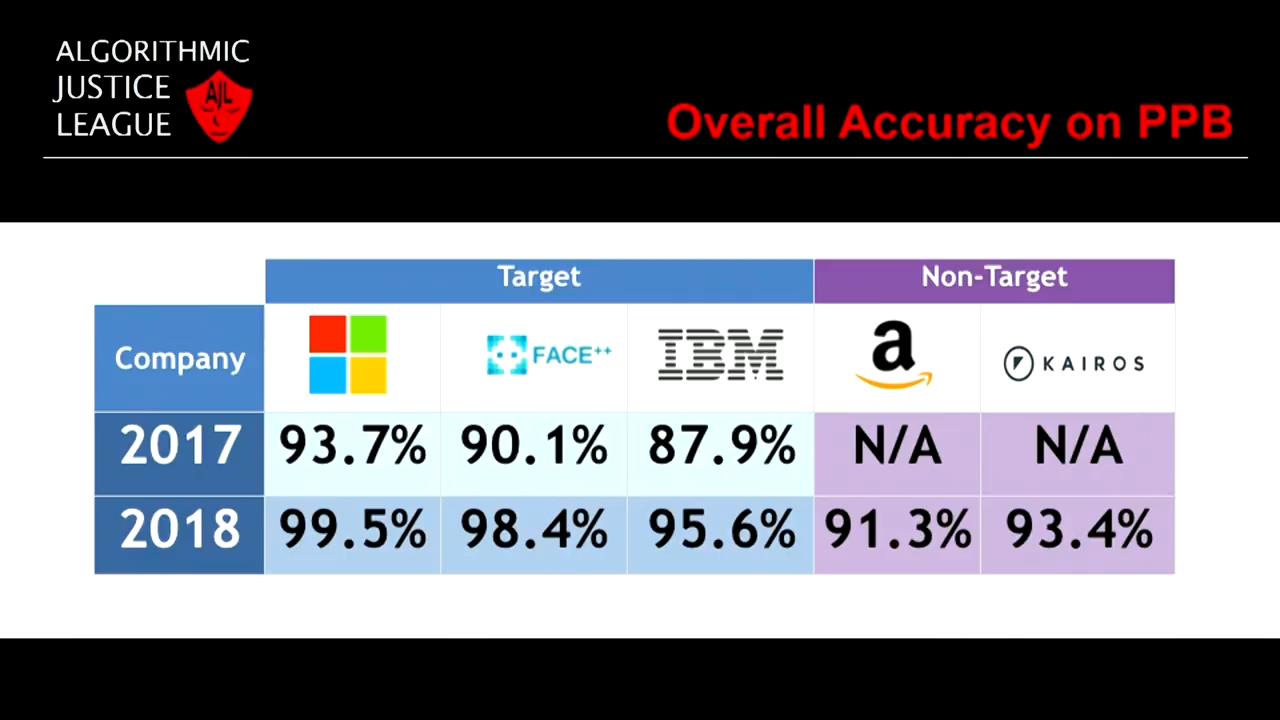 ALGORITHMIC
JUSTICE
LEAGUE
AJL
Overall Accuracy on PPB
Target Non-Target
Company FACE++ IBM a KAIROS
2017 93.7% 90.1% 87.9% N/A N/A
2018 99.5% 98.4% 95.6% 91.3% 93.4%